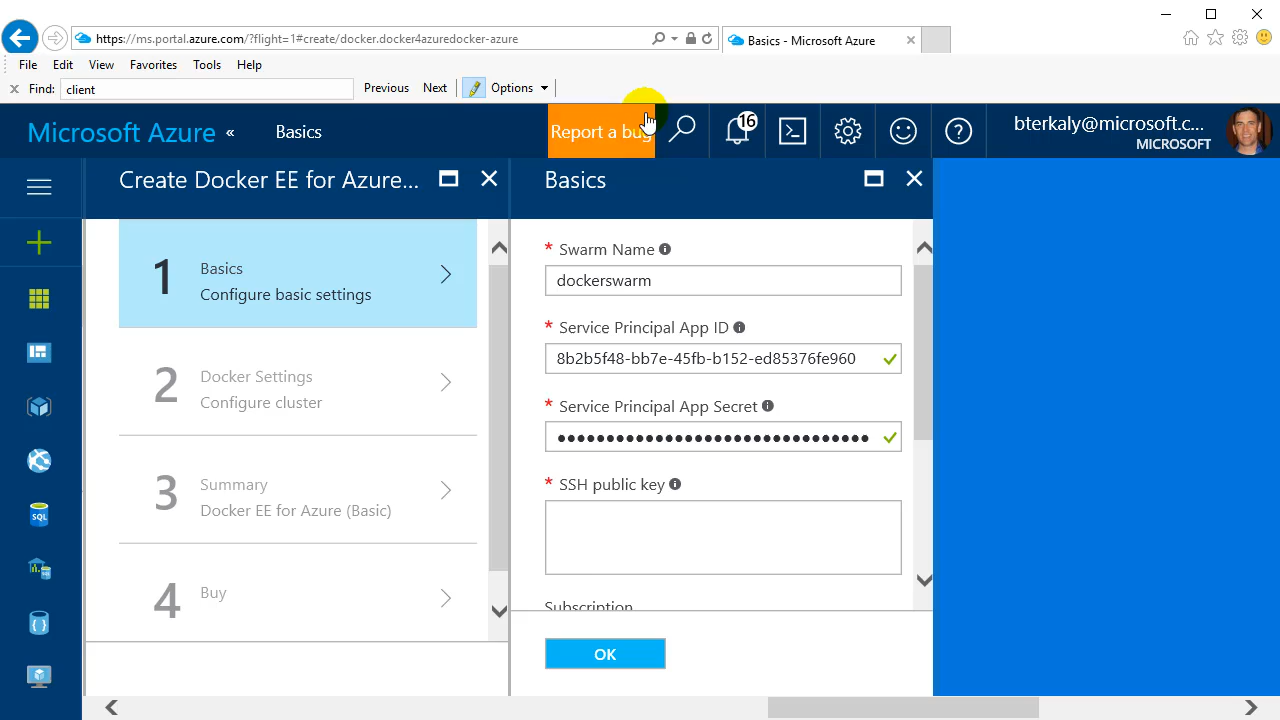 https://ms.portal.azure.com/?flight=1#create/docker.docker4azuredocker-azure
Basics - Microsoft Azure
File Edit View Favorites Tools Help
Find: client Previous Next Options
Microsoft Azure « Basics Report a bug 16 bterkaly@microsoft.c...
MICROSOFT
Create Docker EE for Azure...
Basics
1 Basics
Configure basic settings
2 Docker Settings
Configure cluster
3 Summary
Docker EE for Azure (Basic)
4 Buy
* Swarm Name
dockerswarm
* Service Principal App ID
8b2b5f48-bb7e-45fb-b152-ed85376fe960
* Service Principal App Secret
●●●●●●●●●●●●●●●●●●●●●●●●●●●●●●●●
* SSH public key
Subscription
OK
SQL